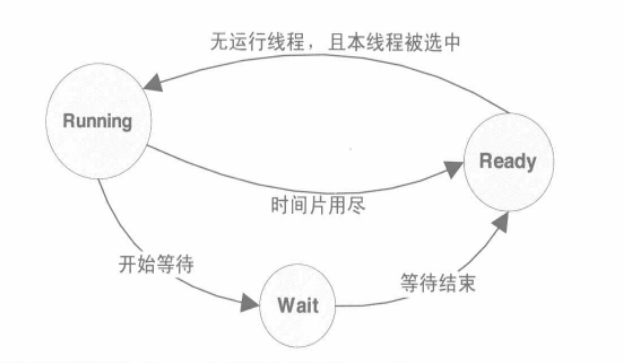 无运行线程，且本线程被选中
Running
Ready
时间片用尽
开始等待
等待结束
Wait